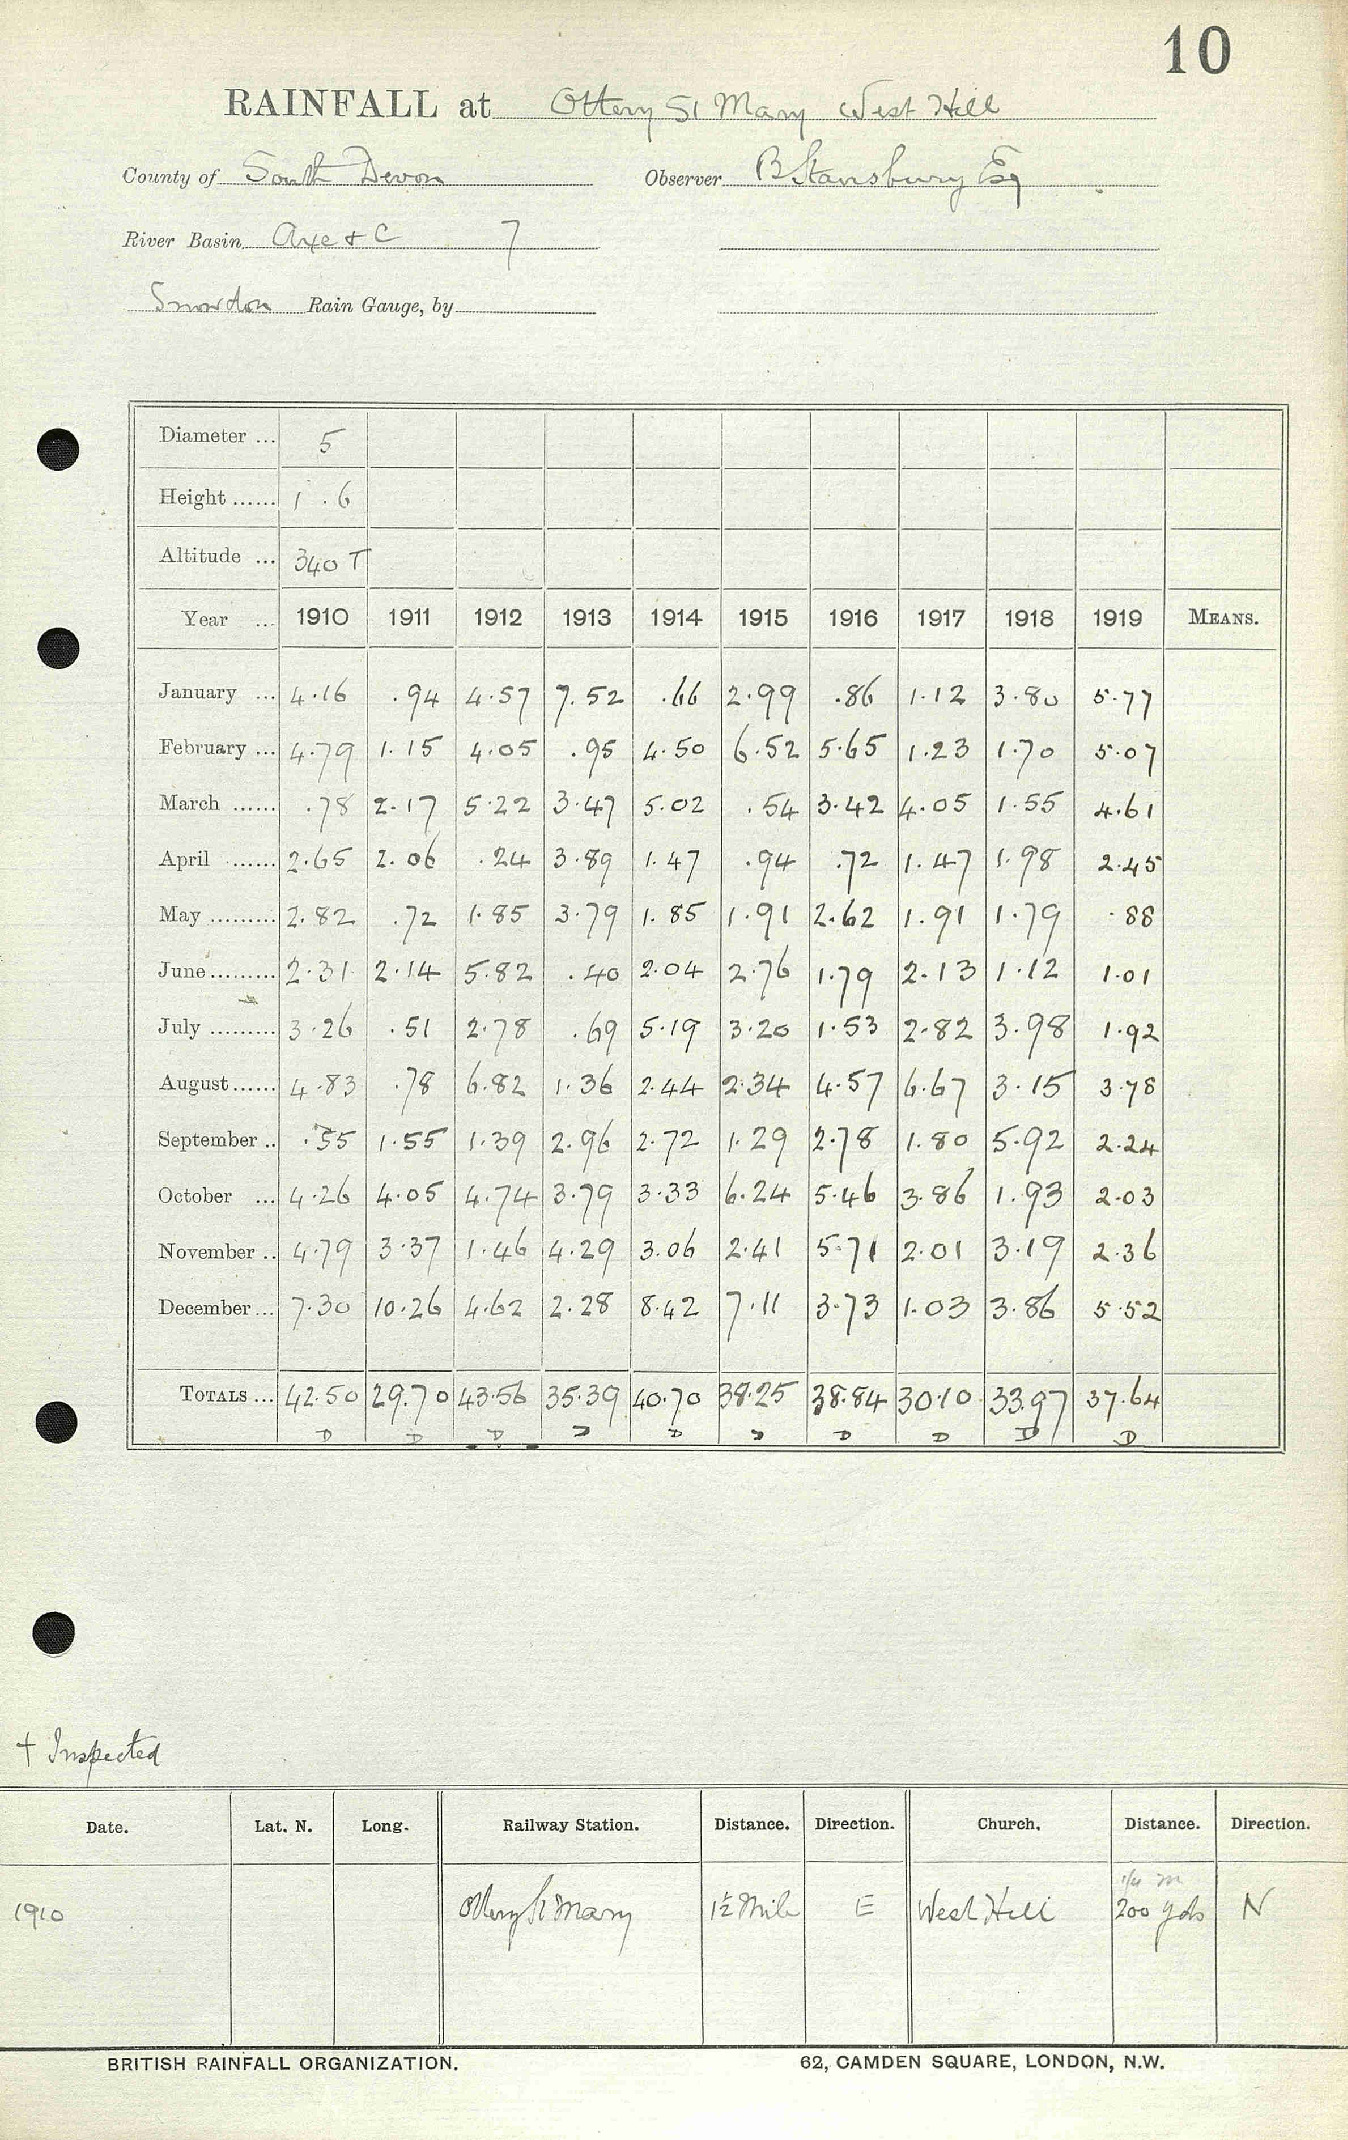 10
RAINFALL at Ottery St Mary West Hill
County of South Devon Observer B Stansbury Esq
River Basin Axe & C 7
Snowdon Rain Gauge, by
Diameter ... 5
Height ...... 1 . 6
Altitude ... 340 T
Year ... 1910 1911 1912 1913 1914 1915 1916 1917 1918 1919 MEANS.
January ... 4.16 .94 4.57 7.52 .66 2.99 .86 1.12 3.80 5.77
February ... 4.79 1.15 4.05 .95 4.50 6.52 5.65 1.23 1.70 5.07
March ...... .78 2.17 5.22 3.47 5.02 .54 3.42 4.05 1.55 4.61
April ...... 2.65 2.06 .24 3.89 1.47 .94 .72 1.47 1.98 2.45
May ......... 2.82 .72 1.85 3.79 1.85 1.91 2.62 1.91 1.79 .88
June ......... 2.31 2.14 5.82 .40 2.04 2.76 1.79 2.13 1.12 1.01
July ......... 3.26 .51 2.78 .69 5.19 3.20 1.53 2.82 3.98 1.92
August ...... 4.83 .78 6.82 1.36 2.44 2.34 4.57 6.67 3.15 3.78
September .. .55 1.55 1.39 2.96 2.72 1.29 2.78 1.80 5.92 2.24
October ... 4.26 4.05 4.74 3.79 3.33 6.24 5.46 3.86 1.93 2.03
November .. 4.79 3.37 1.46 4.29 3.06 2.41 5.71 2.01 3.19 2.36
December ... 7.30 10.26 4.62 2.28 8.42 7.11 3.73 1.03 3.86 5.52
TOTALS ... 42.50 29.70 43.56 35.39 40.70 38.25 38.84 30.10 33.97 37.64
D D D D D D D D D D
† Inspected
Date. Lat. N. Long. Railway Station. Distance. Direction. Church. Distance. Direction.
1/4 m
1910 Ottery St Mary 1½ Mile E West Hill 200 yds N
BRITISH RAINFALL ORGANIZATION. 62, CAMDEN SQUARE, LONDON, N.W.